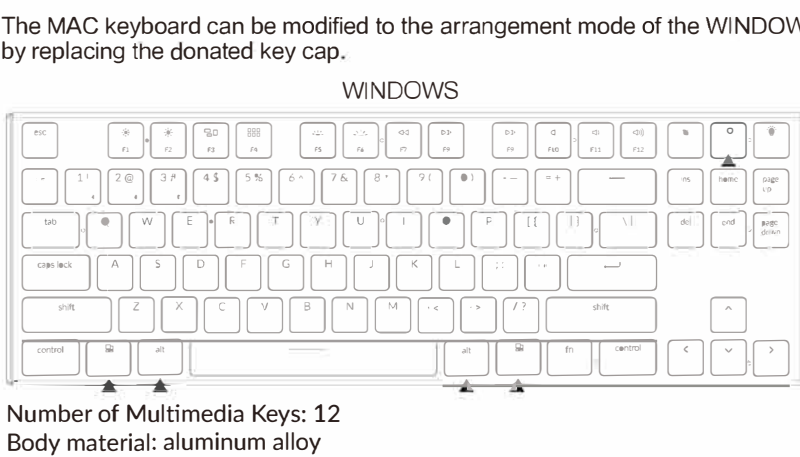 The MAC keyboard can be modified to the arrangement mode of the WINDOW
by replacing the donated key cap.
WINDOWS
esc F1 F2 F3 F4 F5 F6 F7 F8 F9 F10 F11 F12
1 ! 2 @ 3 # 4 $ 5 % 6 ^ 7 & 8 * 9 ( ) - = + ins home page up
tab W E R T Y U I P [ { ] } \ | del end page down
caps lock A S D F G H J K L ; :
shift Z X C V B N M < > / ? shift ^
control alt alt fn control < v >
Number of Multimedia Keys: 12
Body material: aluminum alloy